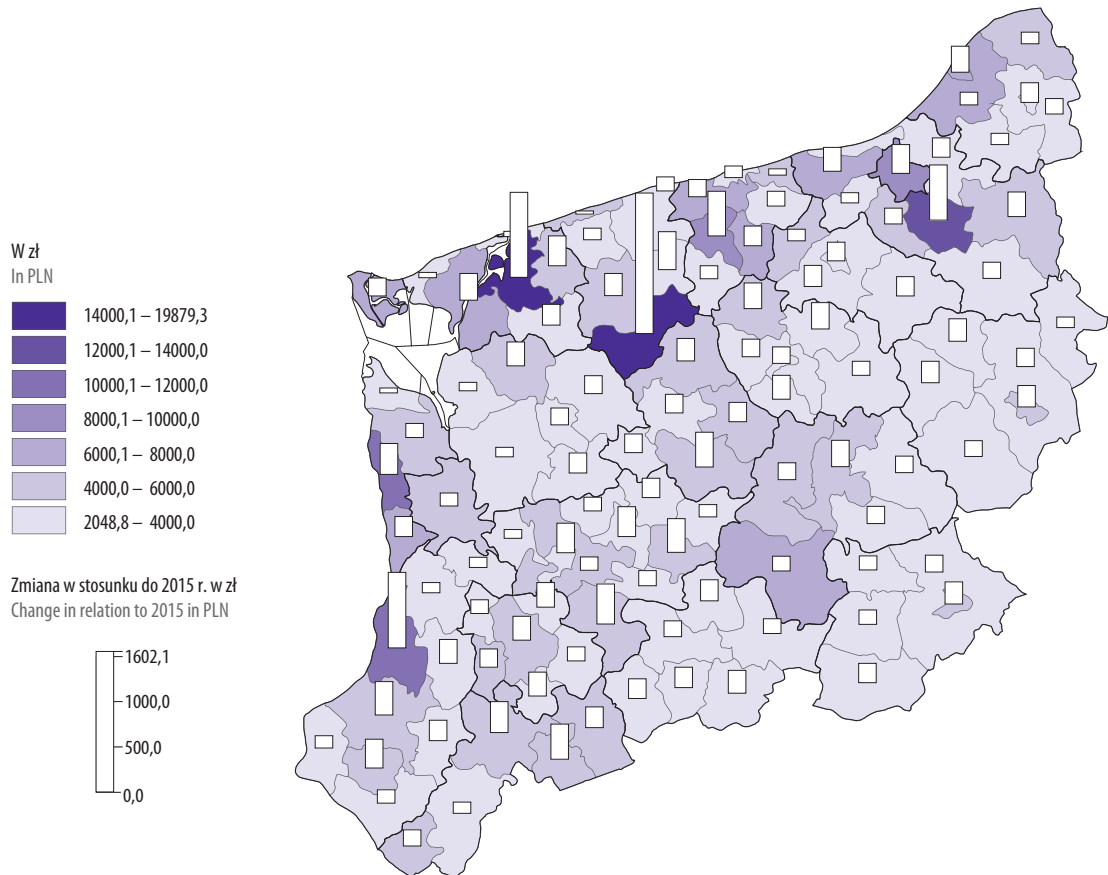 W zł
In PLN
14000,1 – 19879,3
12000,1 – 14000,0
10000,1 – 12000,0
8000,1 – 10000,0
6000,1 – 8000,0
4000,0 – 6000,0
2048,8 – 4000,0
Zmiana w stosunku do 2015 r. w zł
Change in relation to 2015 in PLN
1602,1
1000,0
500,0
0,0